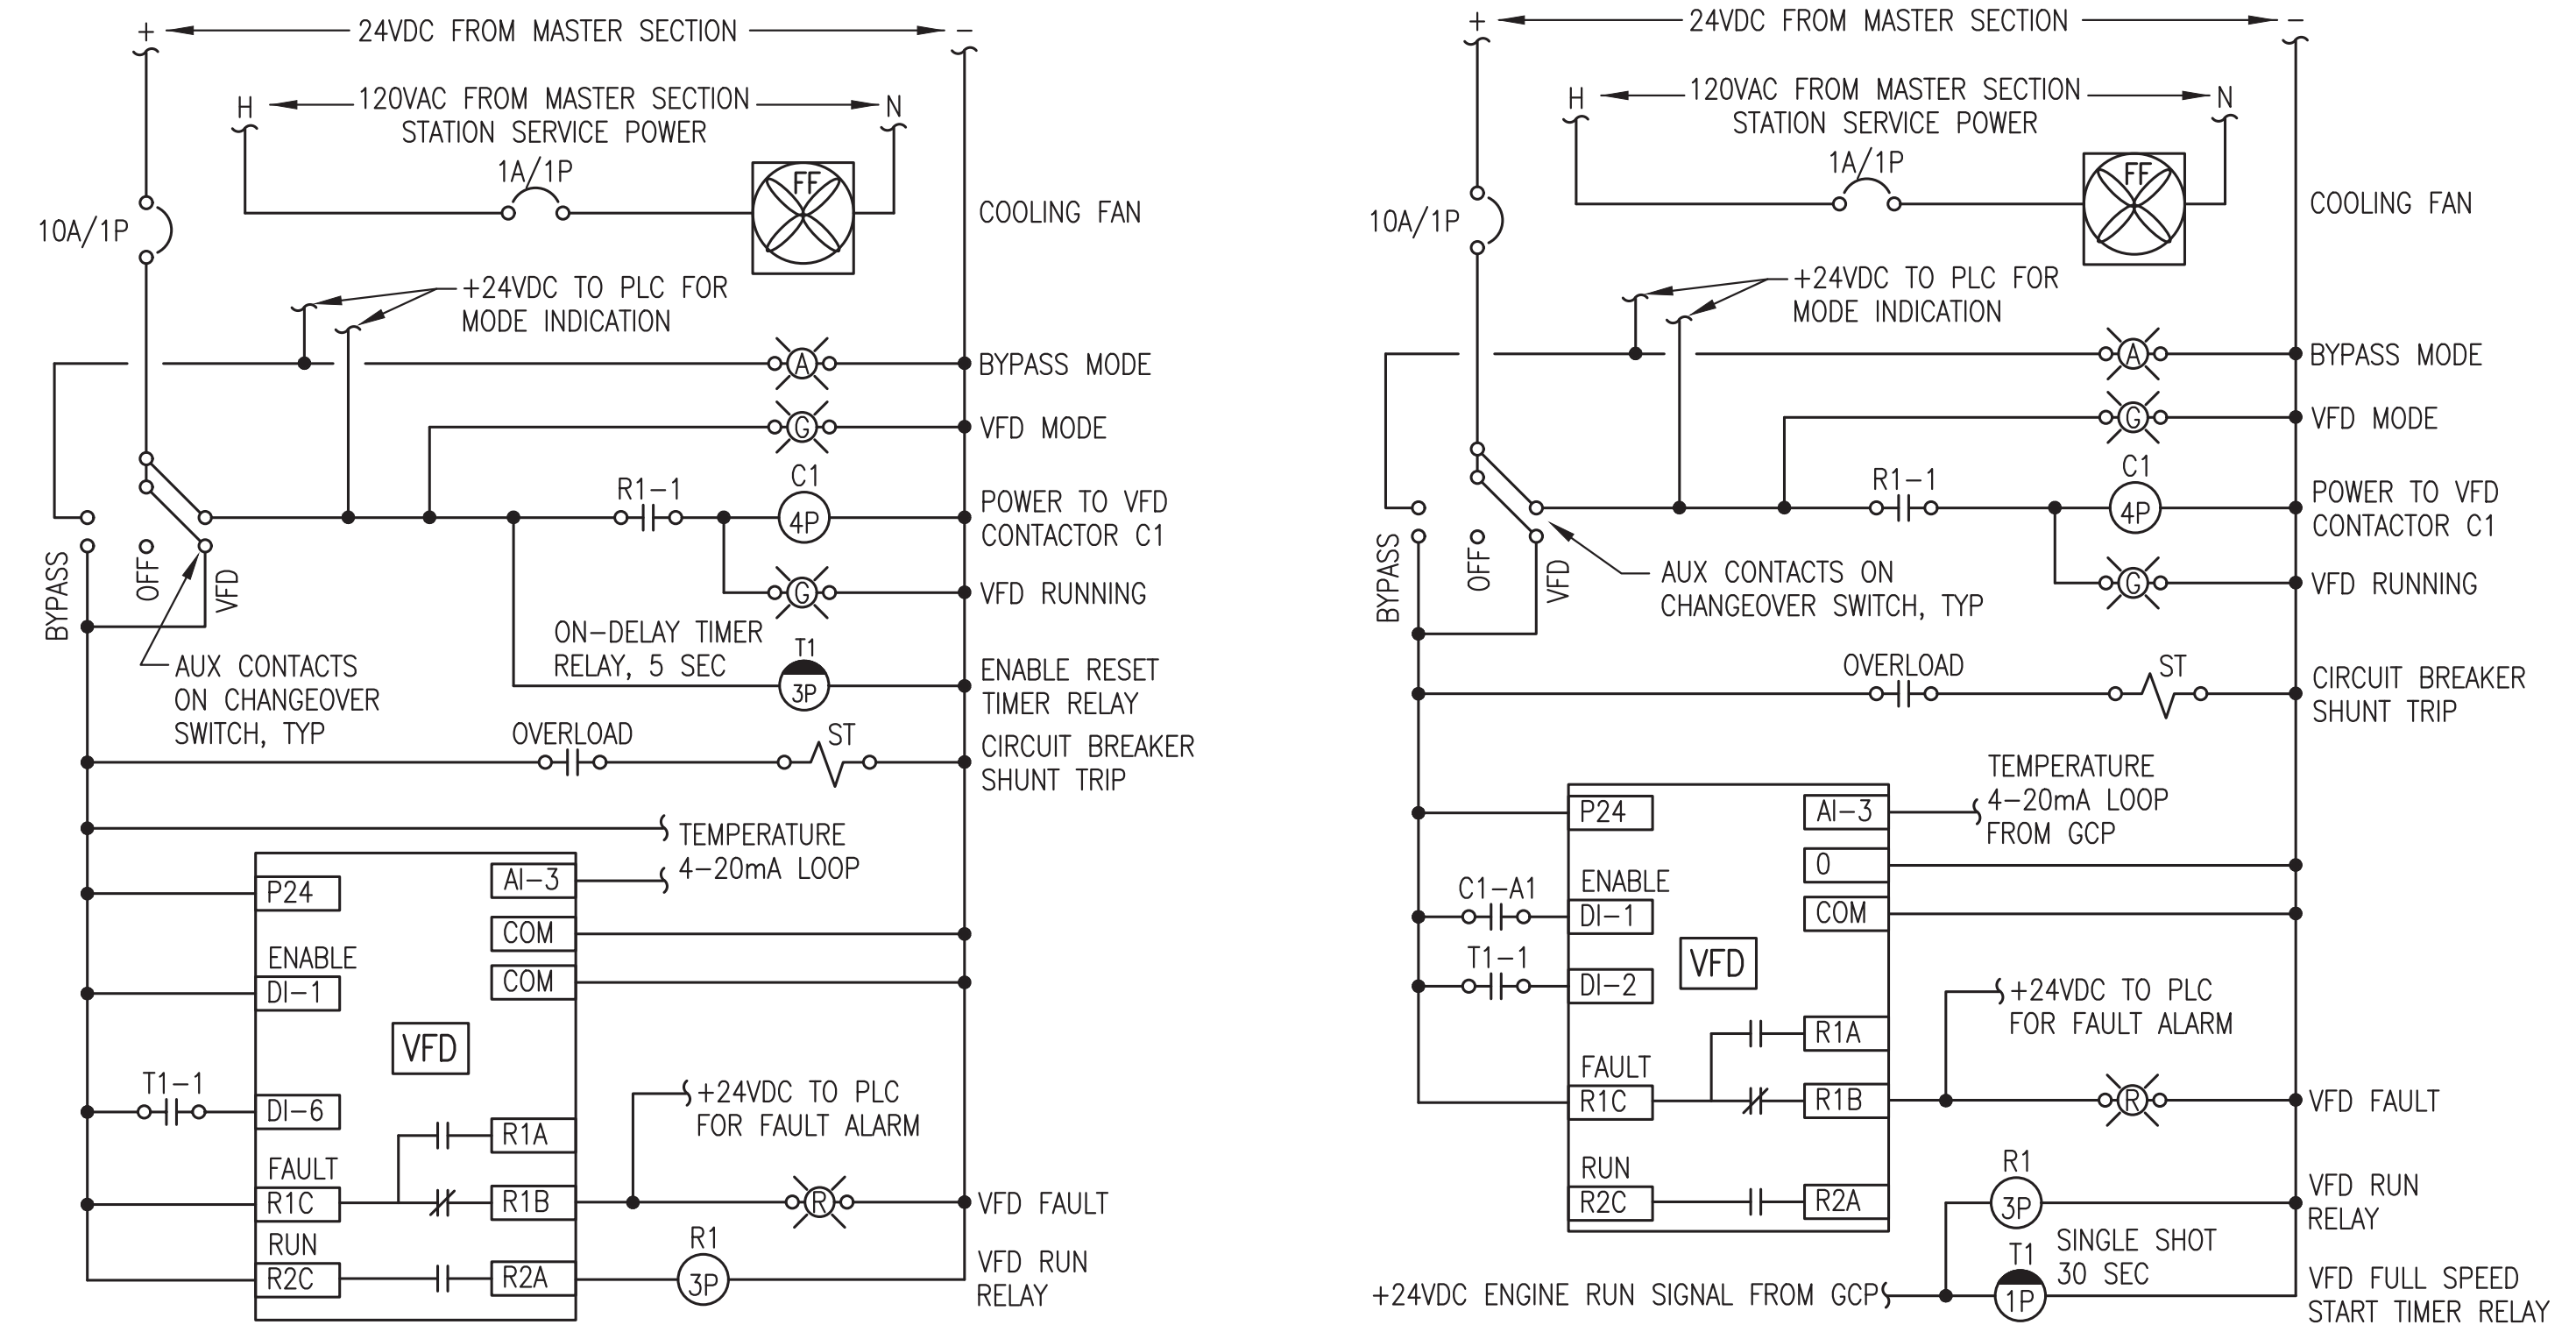 + 24VDC FROM MASTER SECTION -
H 120VAC FROM MASTER SECTION N
STATION SERVICE POWER
1A/1P
FF
COOLING FAN
10A/1P
+24VDC TO PLC FOR
MODE INDICATION
A
BYPASS MODE
G
VFD MODE
R1-1
C1
4P
POWER TO VFD
CONTACTOR C1
G
VFD RUNNING
BYPASS
OFF
VFD
AUX CONTACTS
ON CHANGEOVER
SWITCH, TYP
ON-DELAY TIMER
RELAY, 5 SEC
T1
3P
ENABLE RESET
TIMER RELAY
OVERLOAD
ST
CIRCUIT BREAKER
SHUNT TRIP
TEMPERATURE
4-20mA LOOP
P24
AI-3
COM
ENABLE
DI-1
COM
VFD
T1-1
DI-6
R1A
+24VDC TO PLC
FOR FAULT ALARM
FAULT
R1C
R1B
R
VFD FAULT
RUN
R2C
R2A
R1
3P
VFD RUN
RELAY
+ 24VDC FROM MASTER SECTION -
H 120VAC FROM MASTER SECTION N
STATION SERVICE POWER
1A/1P
FF
COOLING FAN
10A/1P
+24VDC TO PLC FOR
MODE INDICATION
A
BYPASS MODE
G
VFD MODE
R1-1
C1
4P
POWER TO VFD
CONTACTOR C1
G
VFD RUNNING
BYPASS
OFF
VFD
AUX CONTACTS ON
CHANGEOVER SWITCH, TYP
OVERLOAD
ST
CIRCUIT BREAKER
SHUNT TRIP
TEMPERATURE
4-20mA LOOP
FROM GCP
P24
AI-3
0
C1-A1
ENABLE
DI-1
COM
T1-1
DI-2
VFD
+24VDC TO PLC
FOR FAULT ALARM
R1A
FAULT
R1C
R1B
R
VFD FAULT
RUN
R2C
R2A
R1
3P
VFD RUN
RELAY
T1
SINGLE SHOT
30 SEC
+24VDC ENGINE RUN SIGNAL FROM GCP
1P
VFD FULL SPEED
START TIMER RELAY